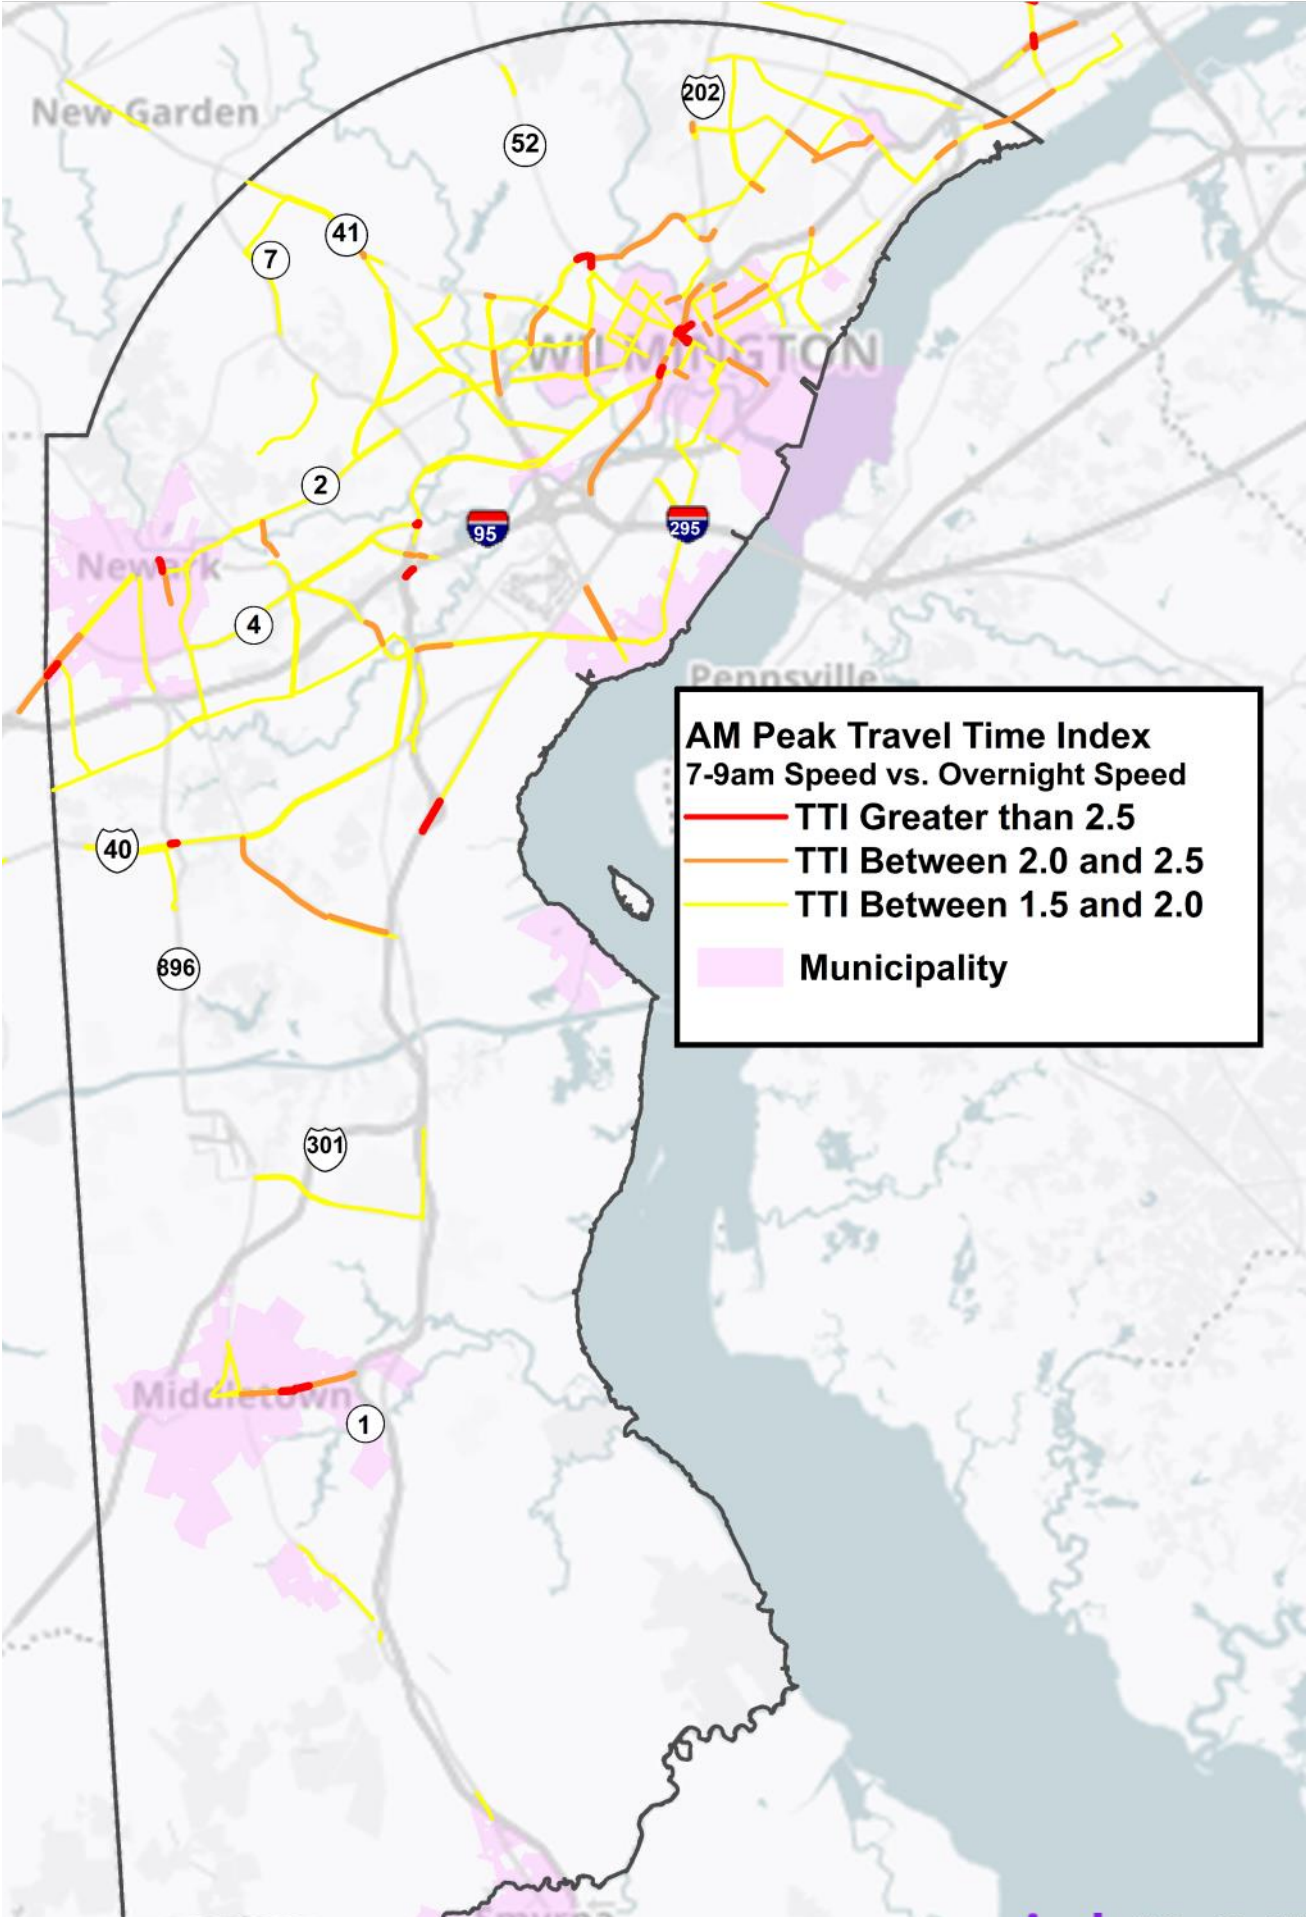 202
New Garden
52
41
7
WILMINGTON
2
95
295
Newark
4
Pennsville
AM Peak Travel Time Index
7-9am Speed vs. Overnight Speed
TTI Greater than 2.5
TTI Between 2.0 and 2.5
TTI Between 1.5 and 2.0
Municipality
40
896
301
Middletown
1